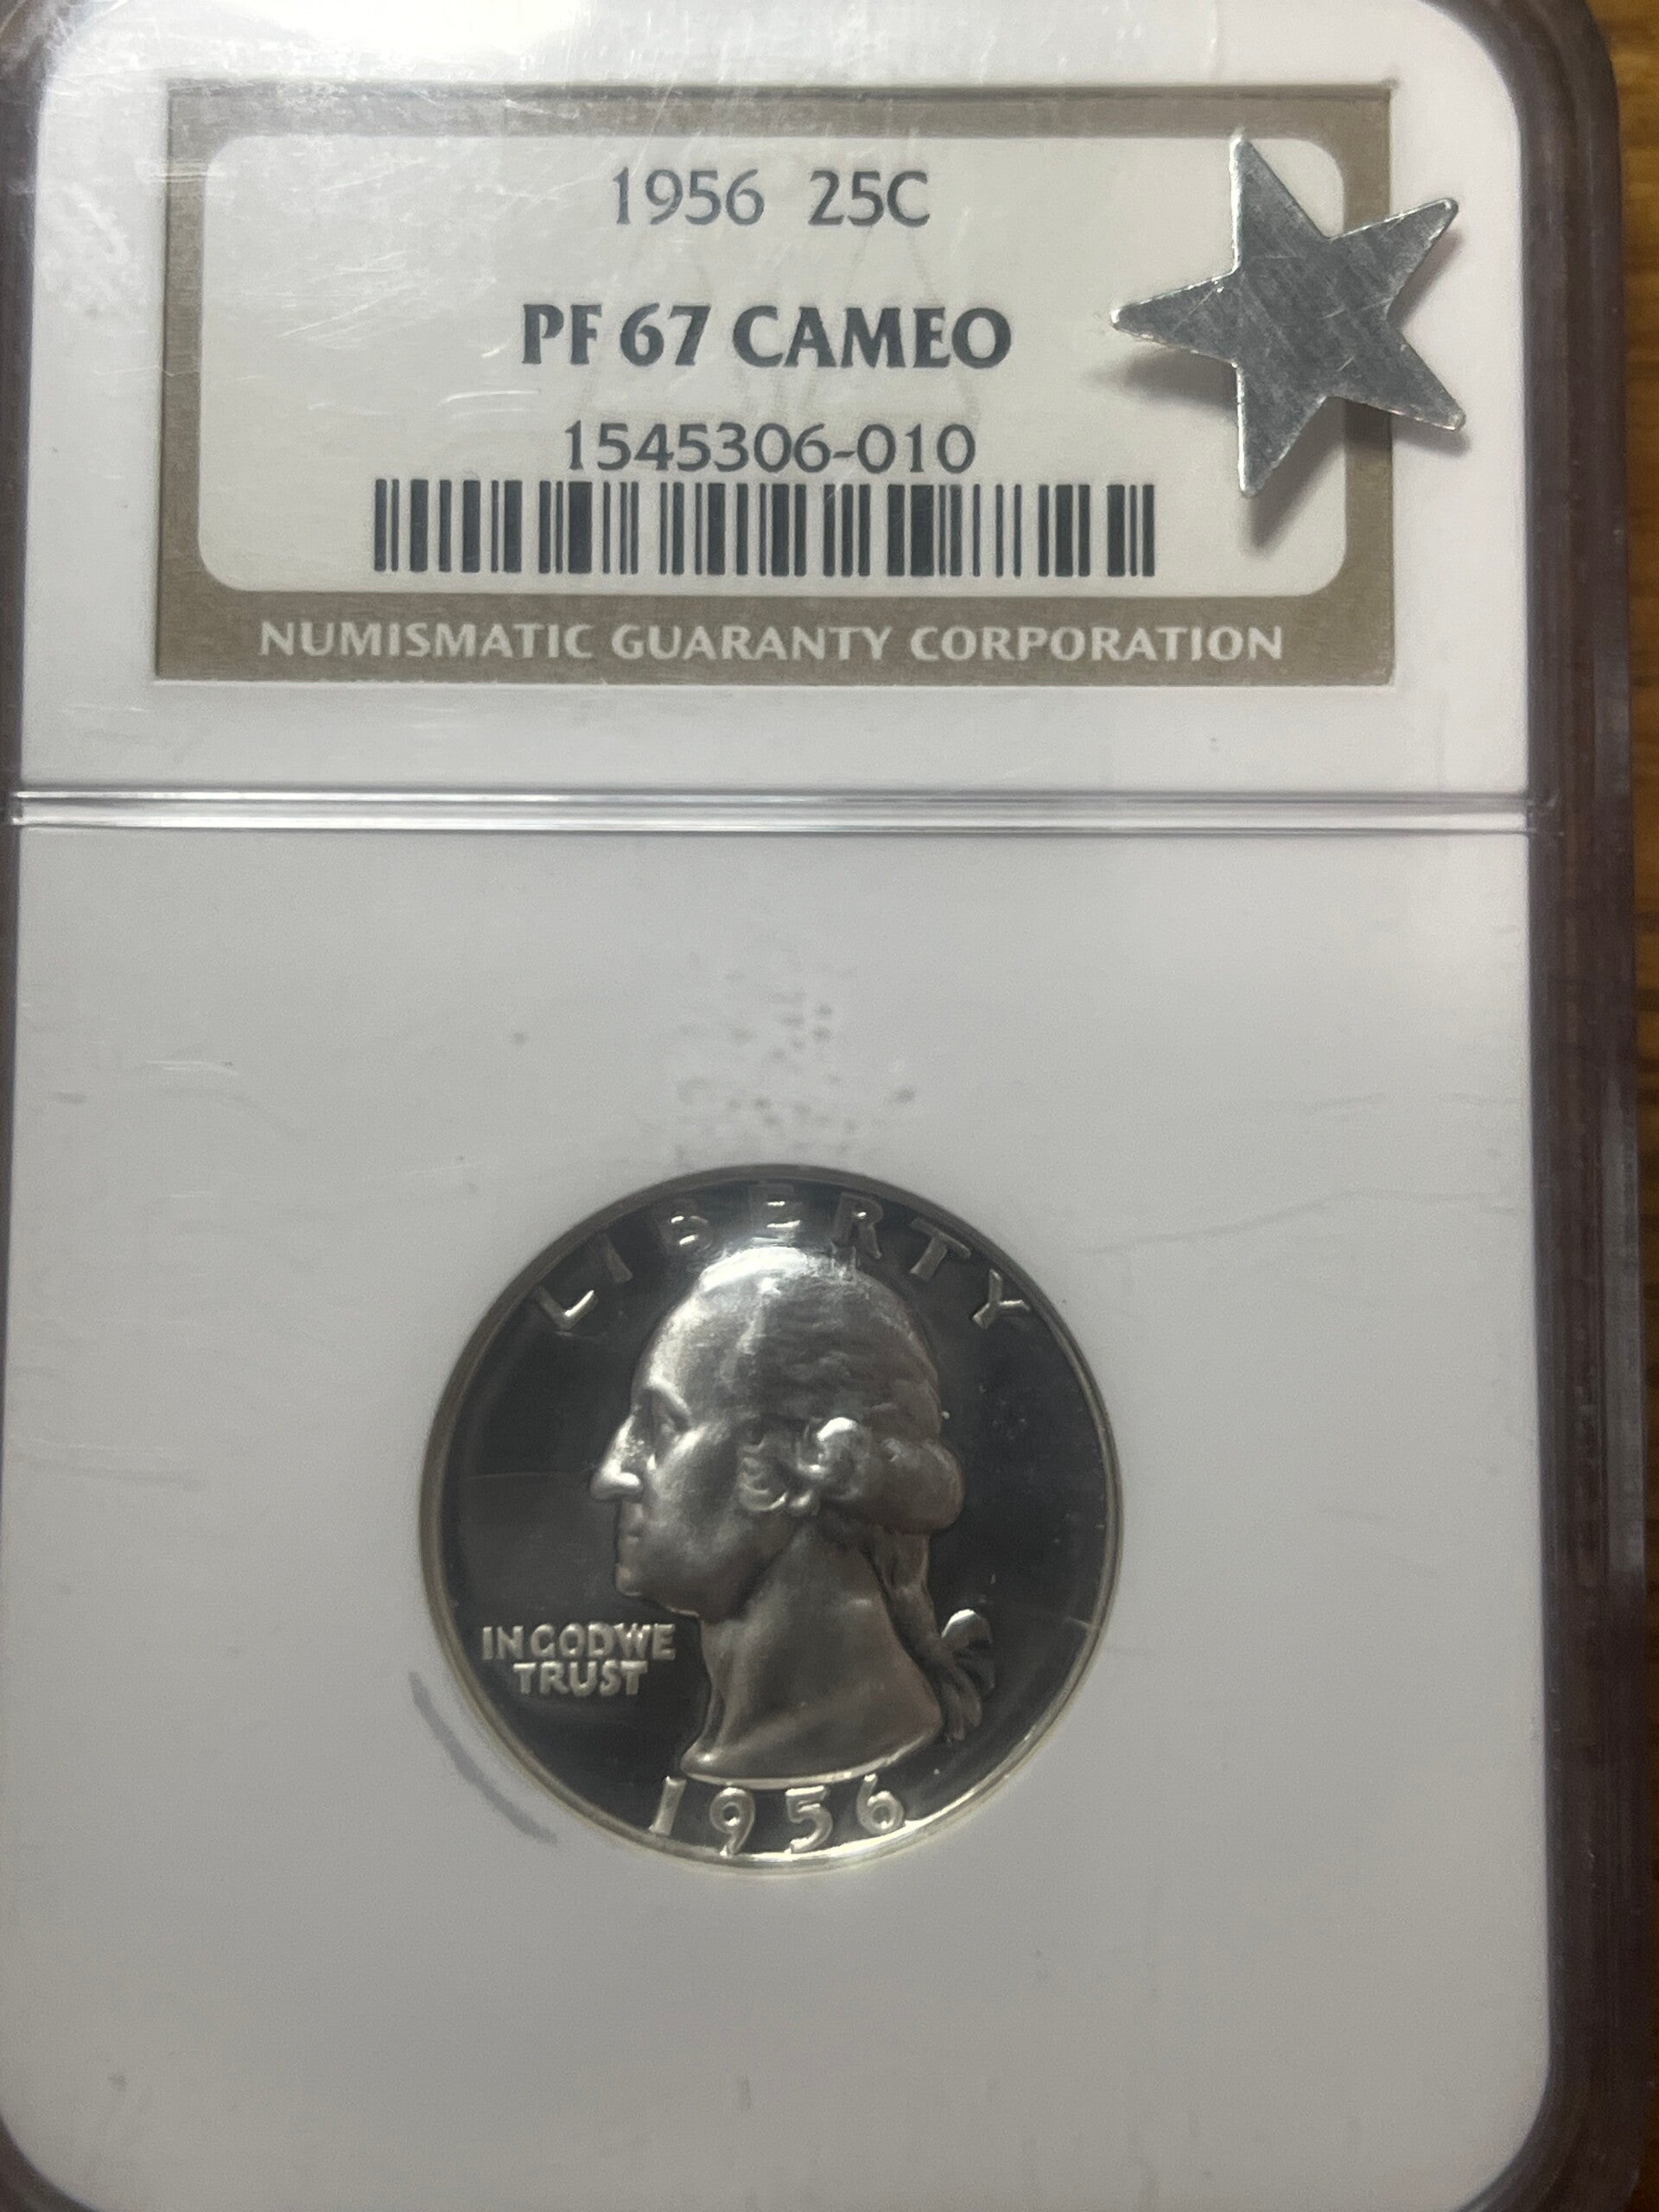 1956 25C
PF 67 CAMEO
1545306-010
NUMISMATIC GUARANTY CORPORATION
LIBERTY
IN GOD WE
TRUST
1956